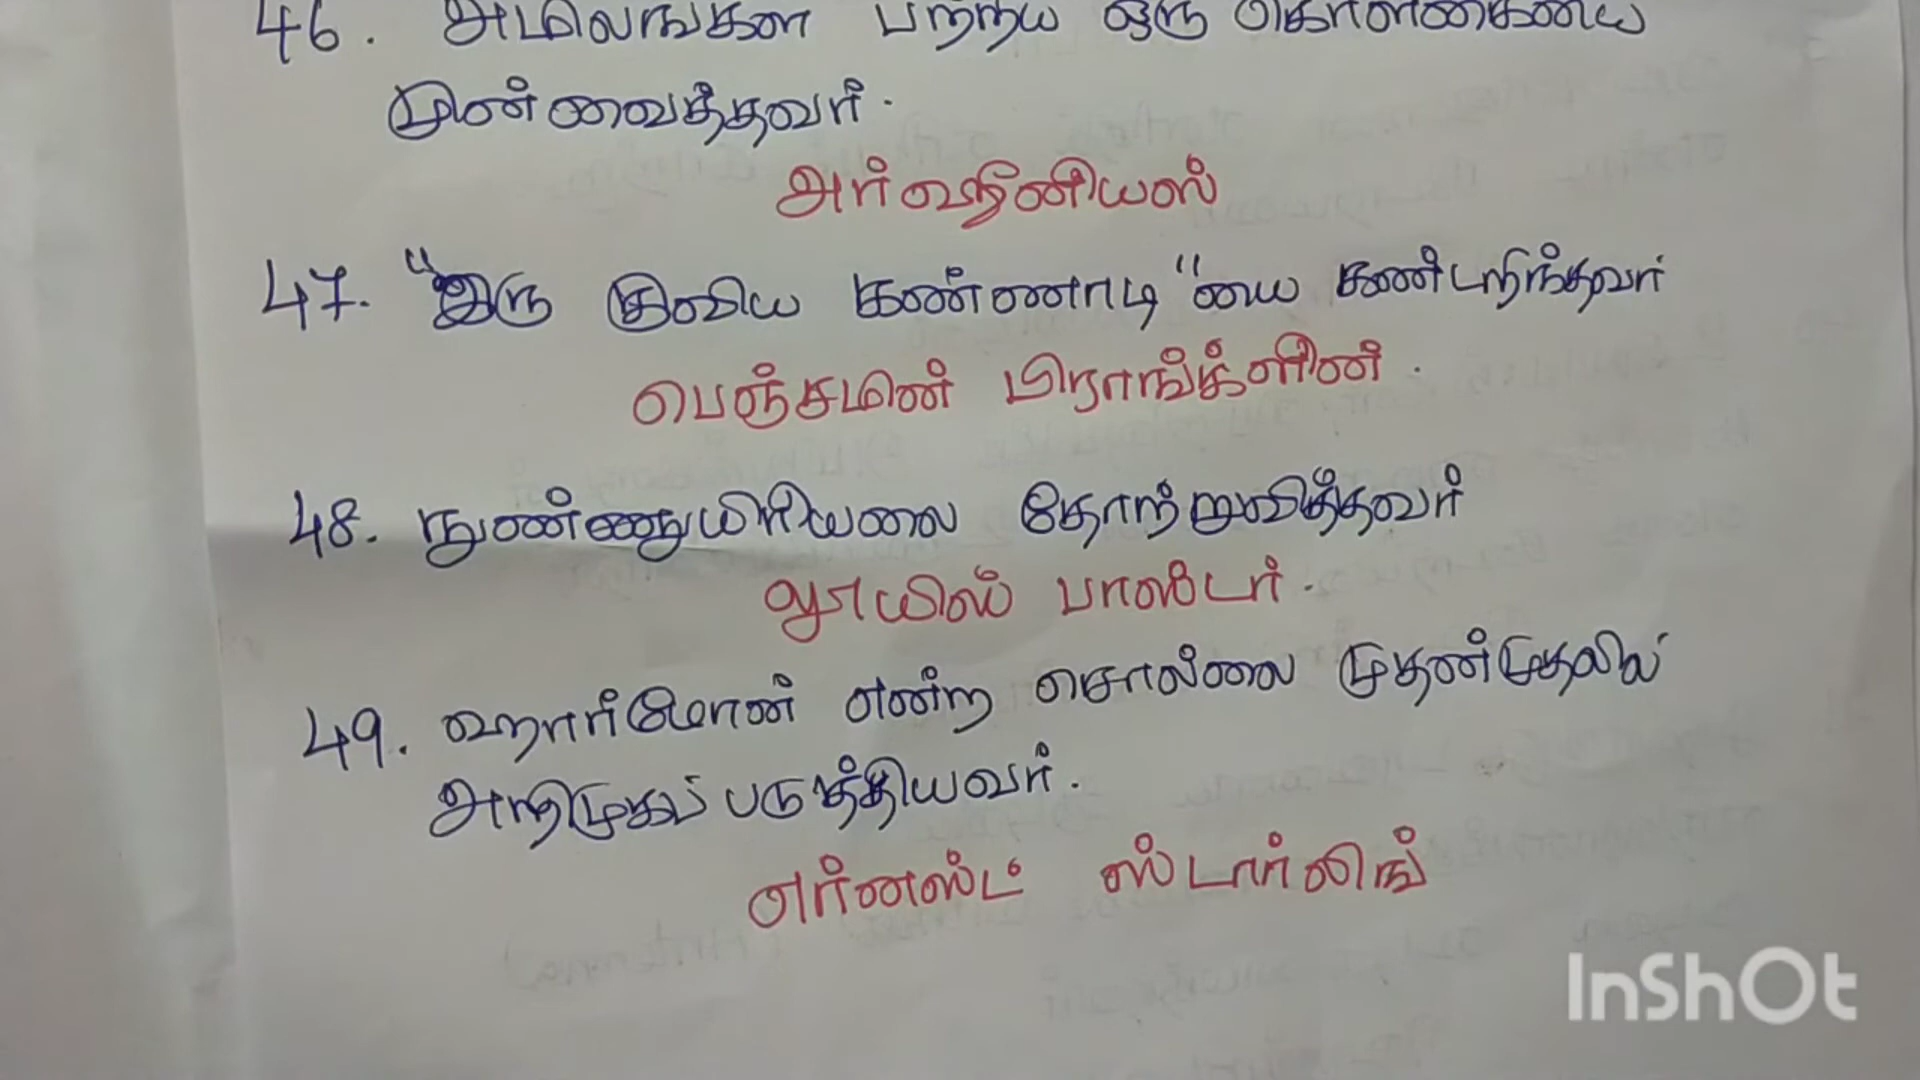 46. அமிலங்கள் பற்றிய ஒரு கொள்கையை
முன் வைத்தவர்.
அர்ஹீனியஸ்
47. "இரு குவிய கண்ணாடி"யை கண்டறிந்தவர்
பெஞ்சமின் பிராங்க்ளின்.
48. நுண்ணுயிரியலை தோற்றுவித்தவர்
லூயிஸ் பாஸ்டர்.
49. ஹார்மோன் என்ற சொல்லை முதன்முதலில்
அறிமுகப் படுத்தியவர்.
எர்னஸ்ட் ஸ்டார்லிங்
InShOt